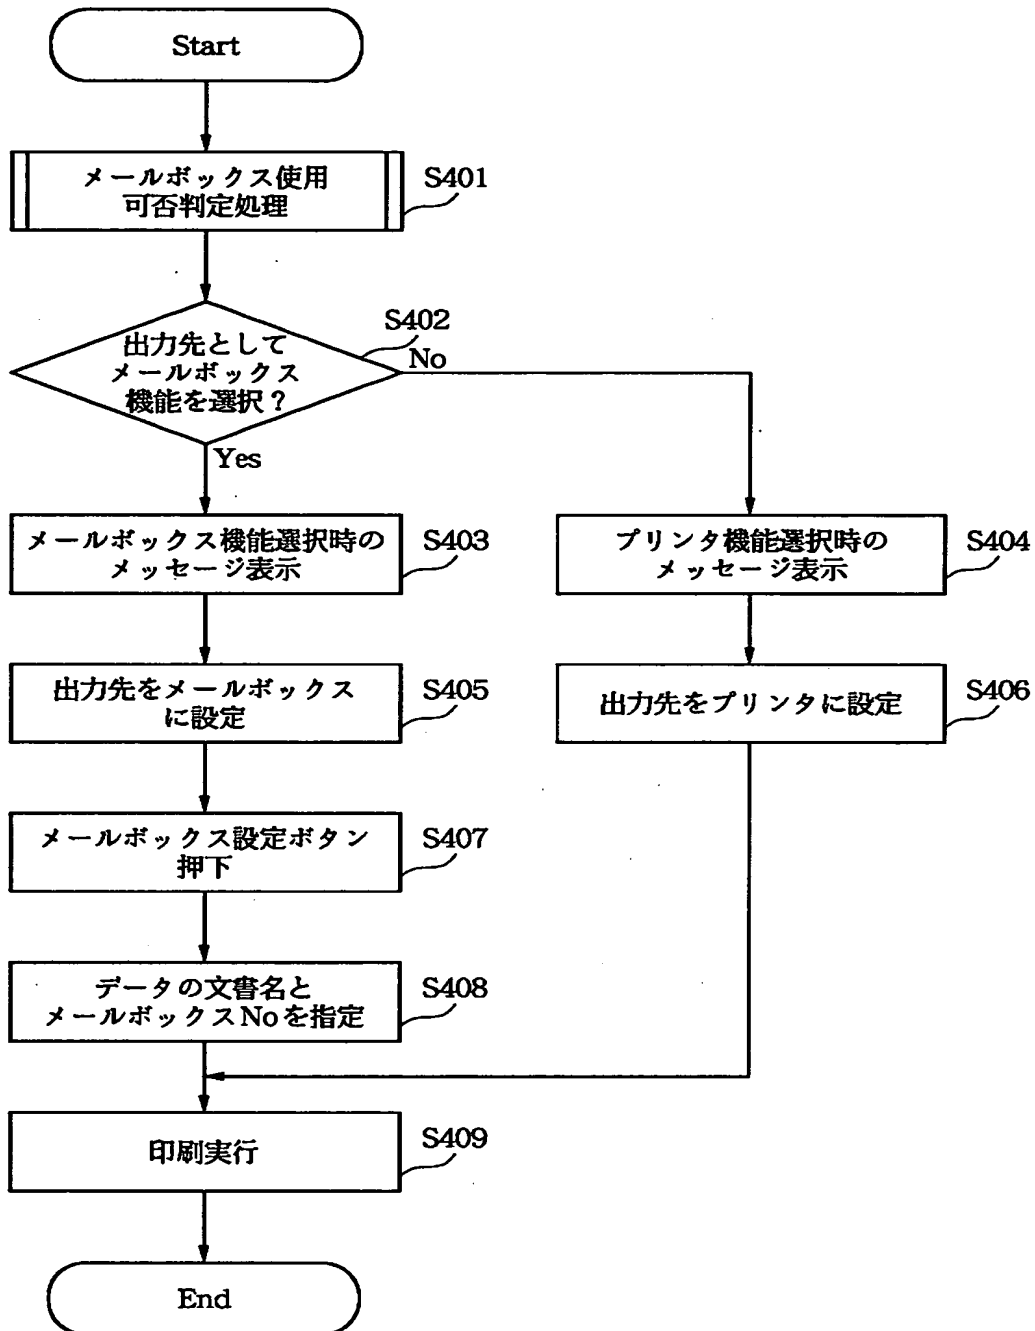 Start
メールボックス使用
可否判定処理
S401
S402
出力先として
メールボックス
機能を選択？
No
Yes
メールボックス機能選択時の
メッセージ表示
S403
プリンタ機能選択時の
メッセージ表示
S404
出力先をメールボックス
に設定
S405
出力先をプリンタに設定
S406
メールボックス設定ボタン
押下
S407
データの文書名と
メールボックスNoを指定
S408
印刷実行
S409
End